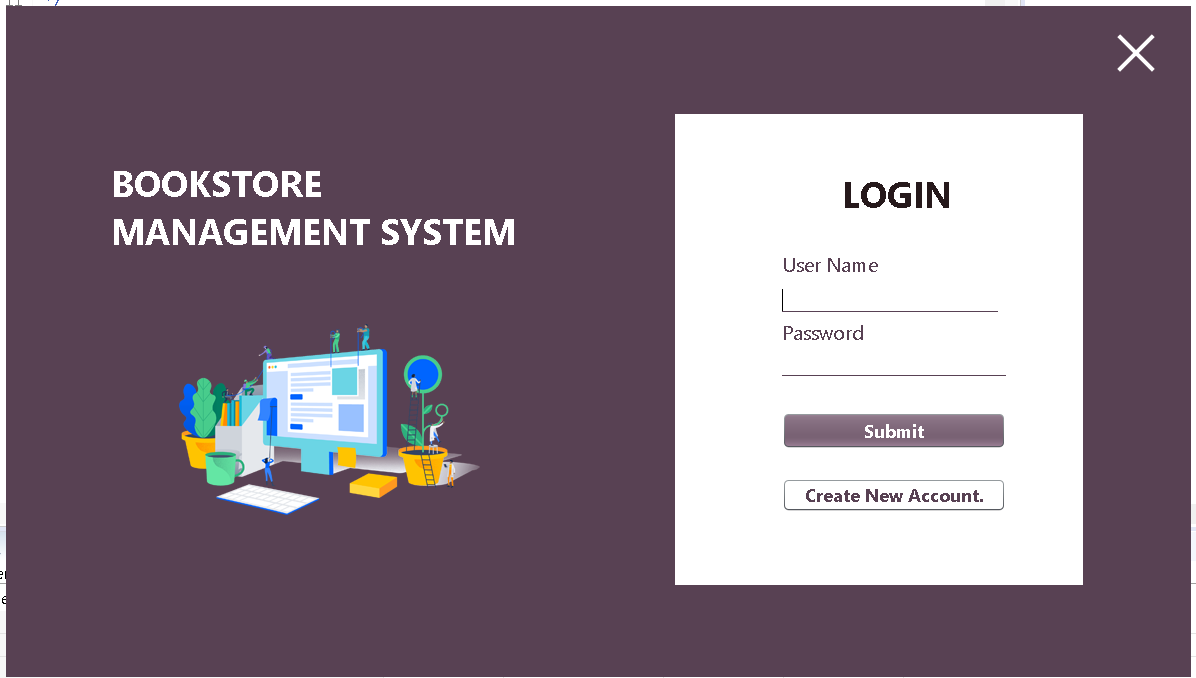 BOOKSTORE
MANAGEMENT SYSTEM
LOGIN
User Name
Password
Submit
Create New Account.